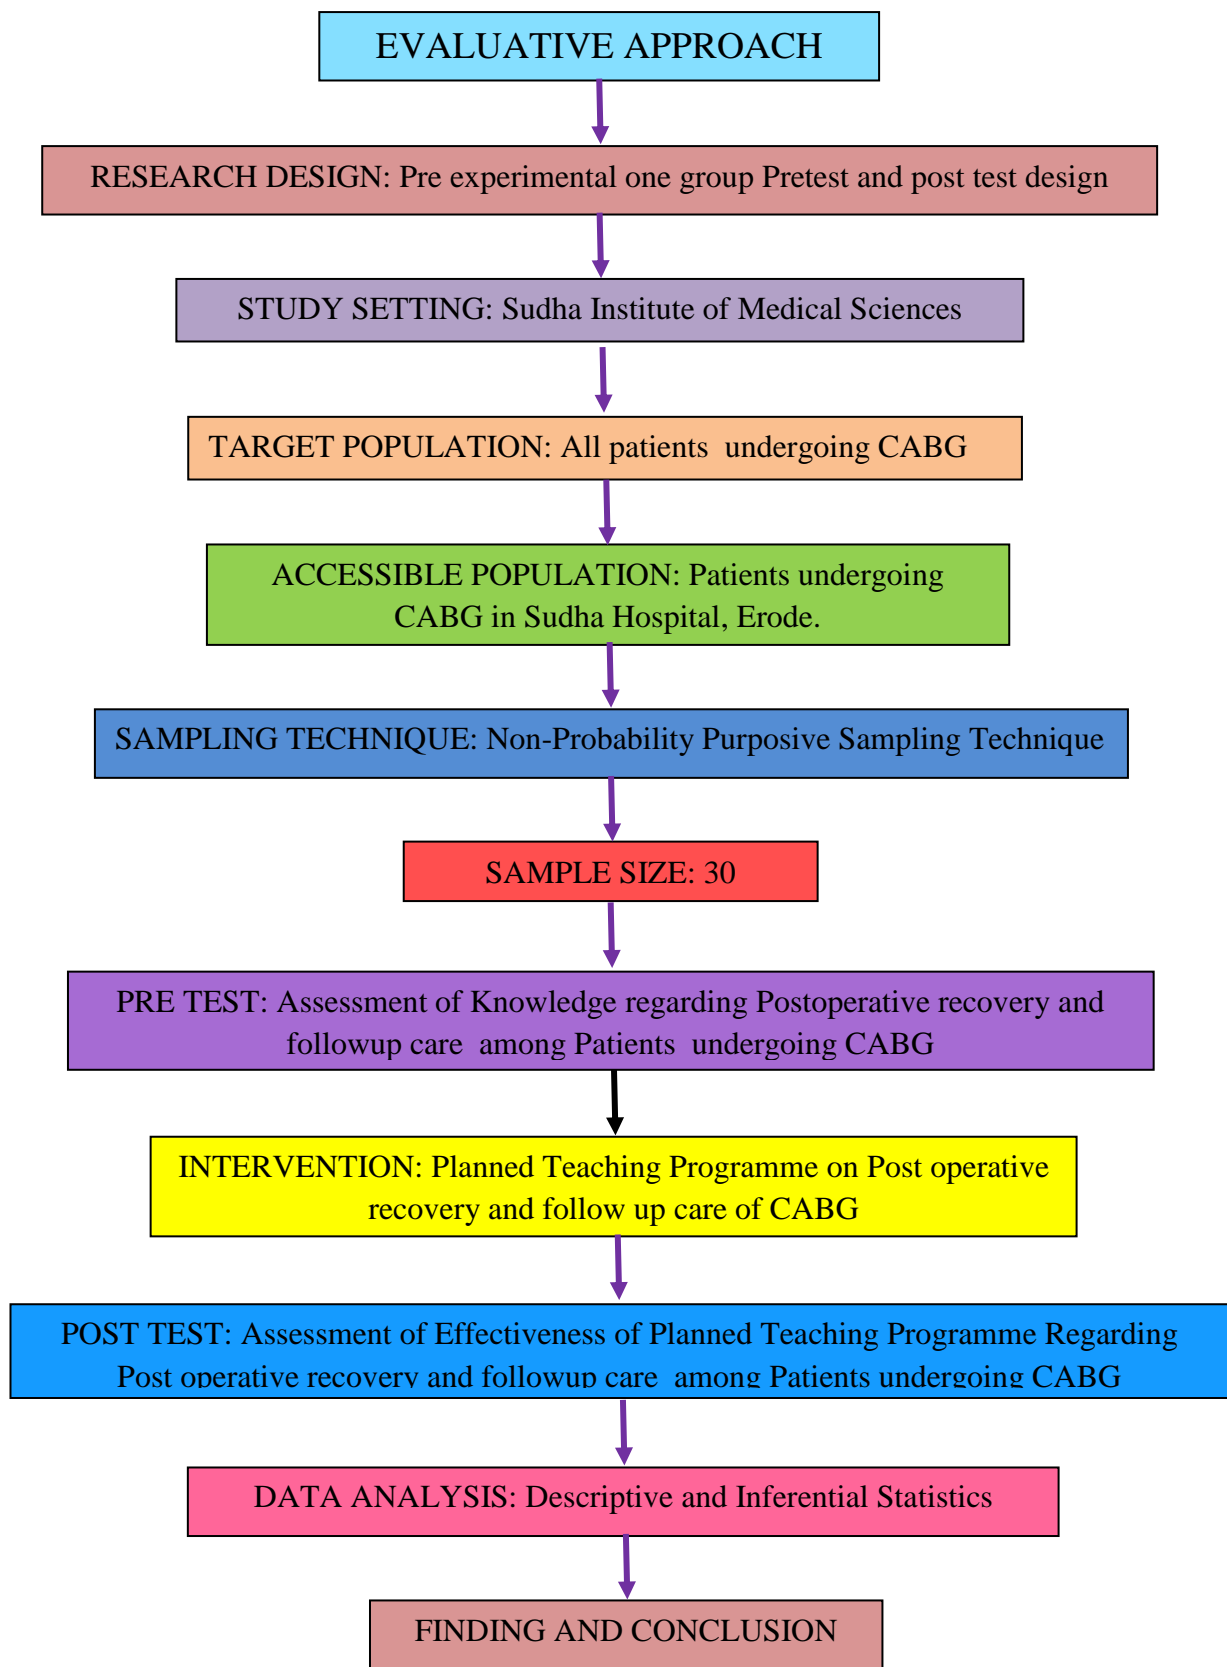 EVALUATIVE APPROACH
RESEARCH DESIGN: Pre experimental one group Pretest and post test design
STUDY SETTING: Sudha Institute of Medical Sciences
TARGET POPULATION: All patients  undergoing CABG
ACCESSIBLE POPULATION: Patients undergoing
CABG in Sudha Hospital, Erode.
SAMPLING TECHNIQUE: Non-Probability Purposive Sampling Technique
SAMPLE SIZE: 30
PRE TEST: Assessment of Knowledge regarding Postoperative recovery and
followup care  among Patients  undergoing CABG
INTERVENTION: Planned Teaching Programme on Post operative
recovery and follow up care of CABG
POST TEST: Assessment of Effectiveness of Planned Teaching Programme Regarding
Post operative recovery and followup care  among Patients undergoing CABG
DATA ANALYSIS: Descriptive and Inferential Statistics
FINDING AND CONCLUSION